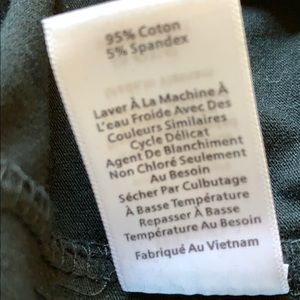 95% Coton
5% Spandex
Laver À La Machine À
L'eau Froide Avec Des
Couleurs Similaires
Cycle Délicat
Agent De Blanchiment
Non Chloré Seulement
Au Besoin
Sécher Par Culbutage
À Basse Température
Repasser À Basse
Température Au Besoin
Fabriqué Au Vietnam